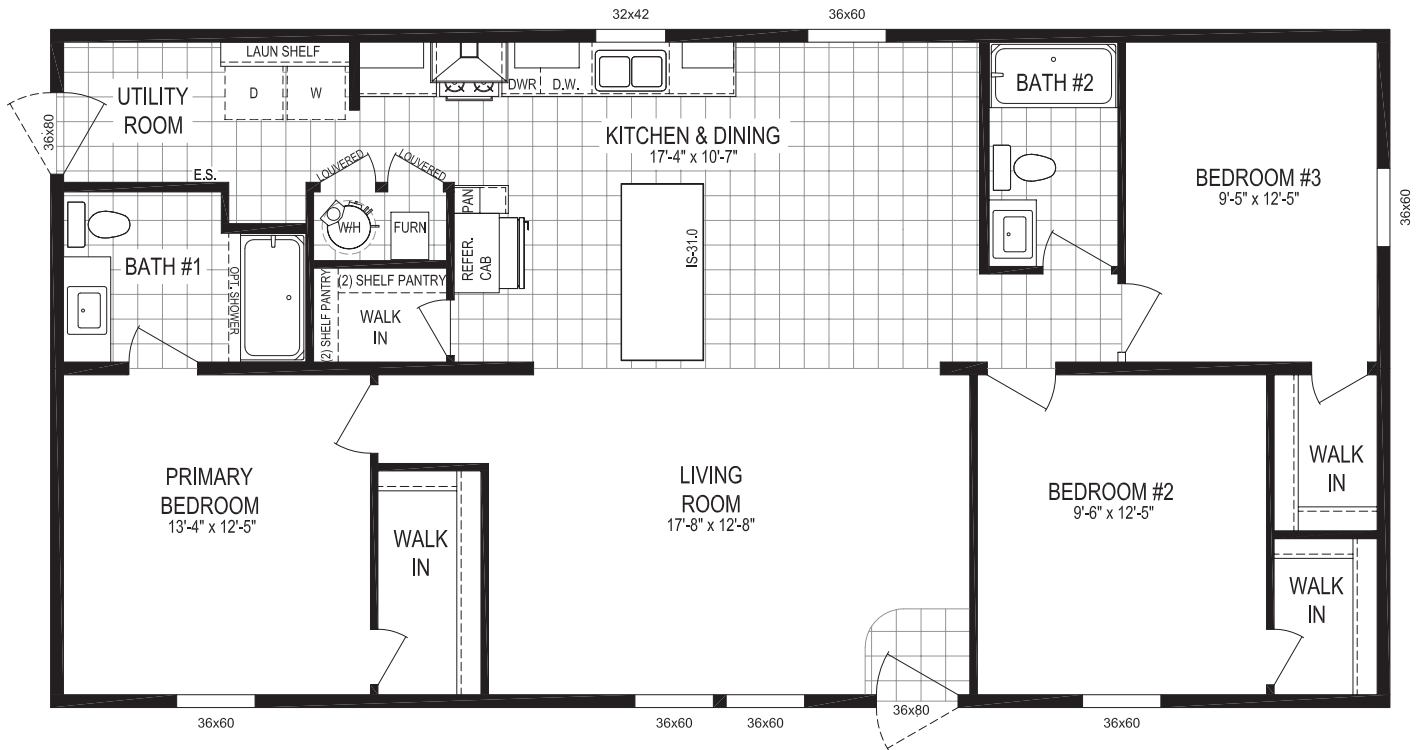 32x42
36x60
LAUN SHELF
D
W
UTILITY
ROOM
36x80
E.S.
DWR
D.W.
LOUVERED
LOUVERED
KITCHEN & DINING
17'-4" x 10'-7"
BATH #2
BEDROOM #3
9'-5" x 12'-5"
36x60
PAN
REFER.
CAB
W/H
FURN
IS-31.0
BATH #1
OPT. SHOWER
(2) SHELF PANTRY
(2) SHELF PANTRY
WALK
IN
PRIMARY
BEDROOM
13'-4" x 12'-5"
WALK
IN
LIVING
ROOM
17'-8" x 12'-8"
BEDROOM #2
9'-6" x 12'-5"
WALK
IN
WALK
IN
36x60
36x60
36x60
36x80
36x60